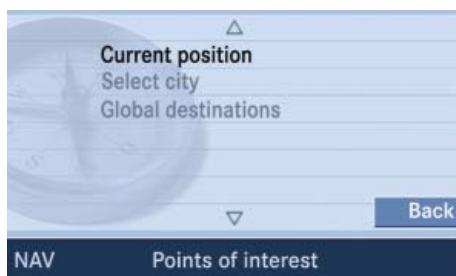 Current position
Select city
Global destinations
Back
NAV Points of interest